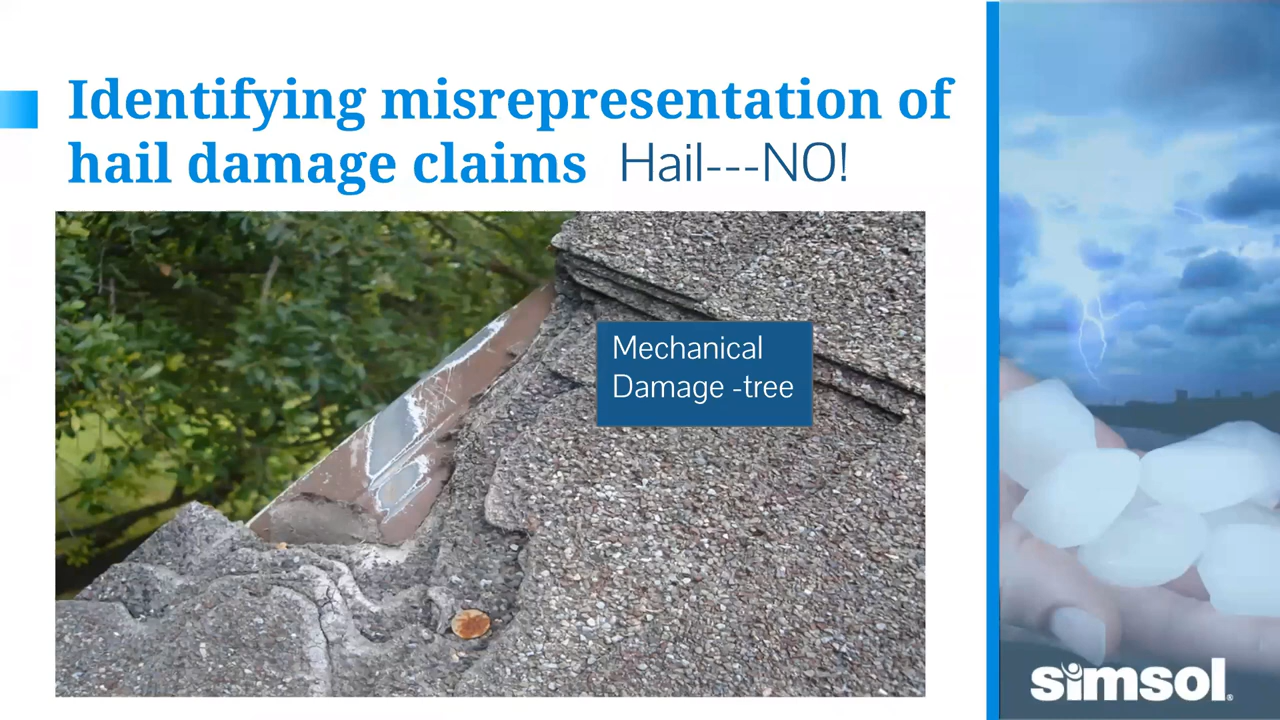 Identifying misrepresentation of
hail damage claims Hail---NO!
Mechanical
Damage -tree
simsol.